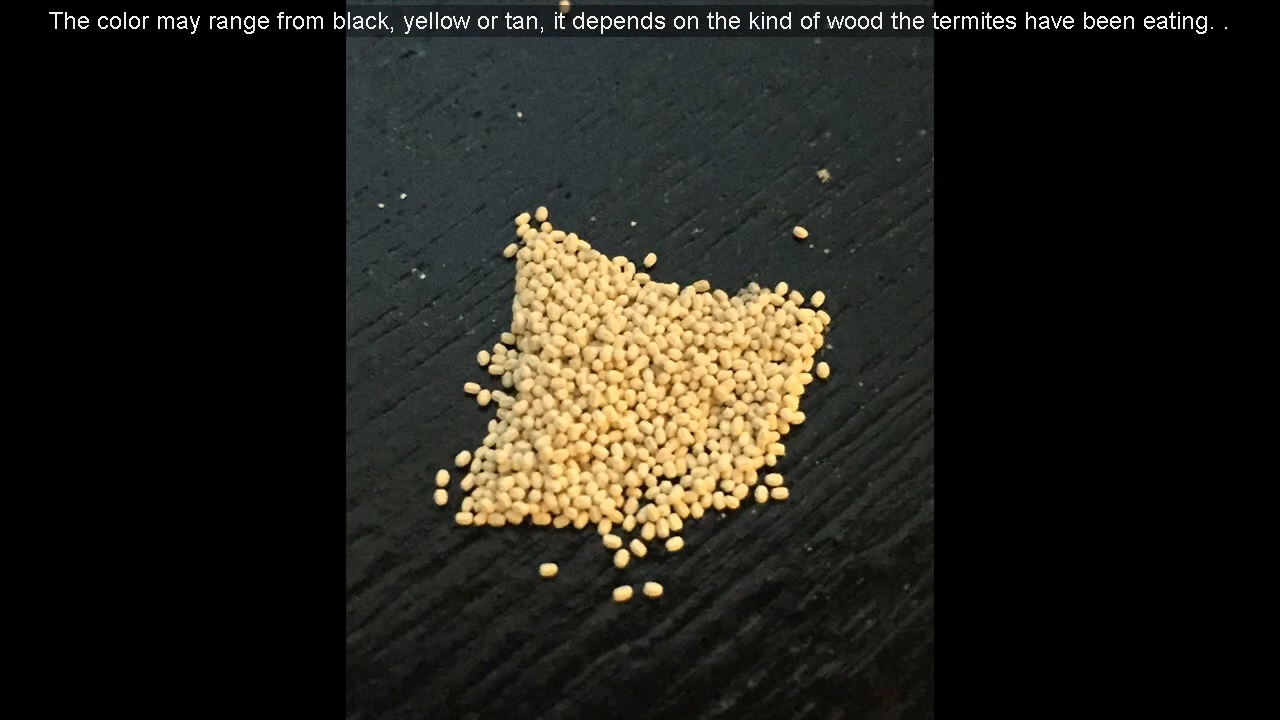 The color may range from black, yellow or tan, it depends on the kind of wood the termites have been eating. .